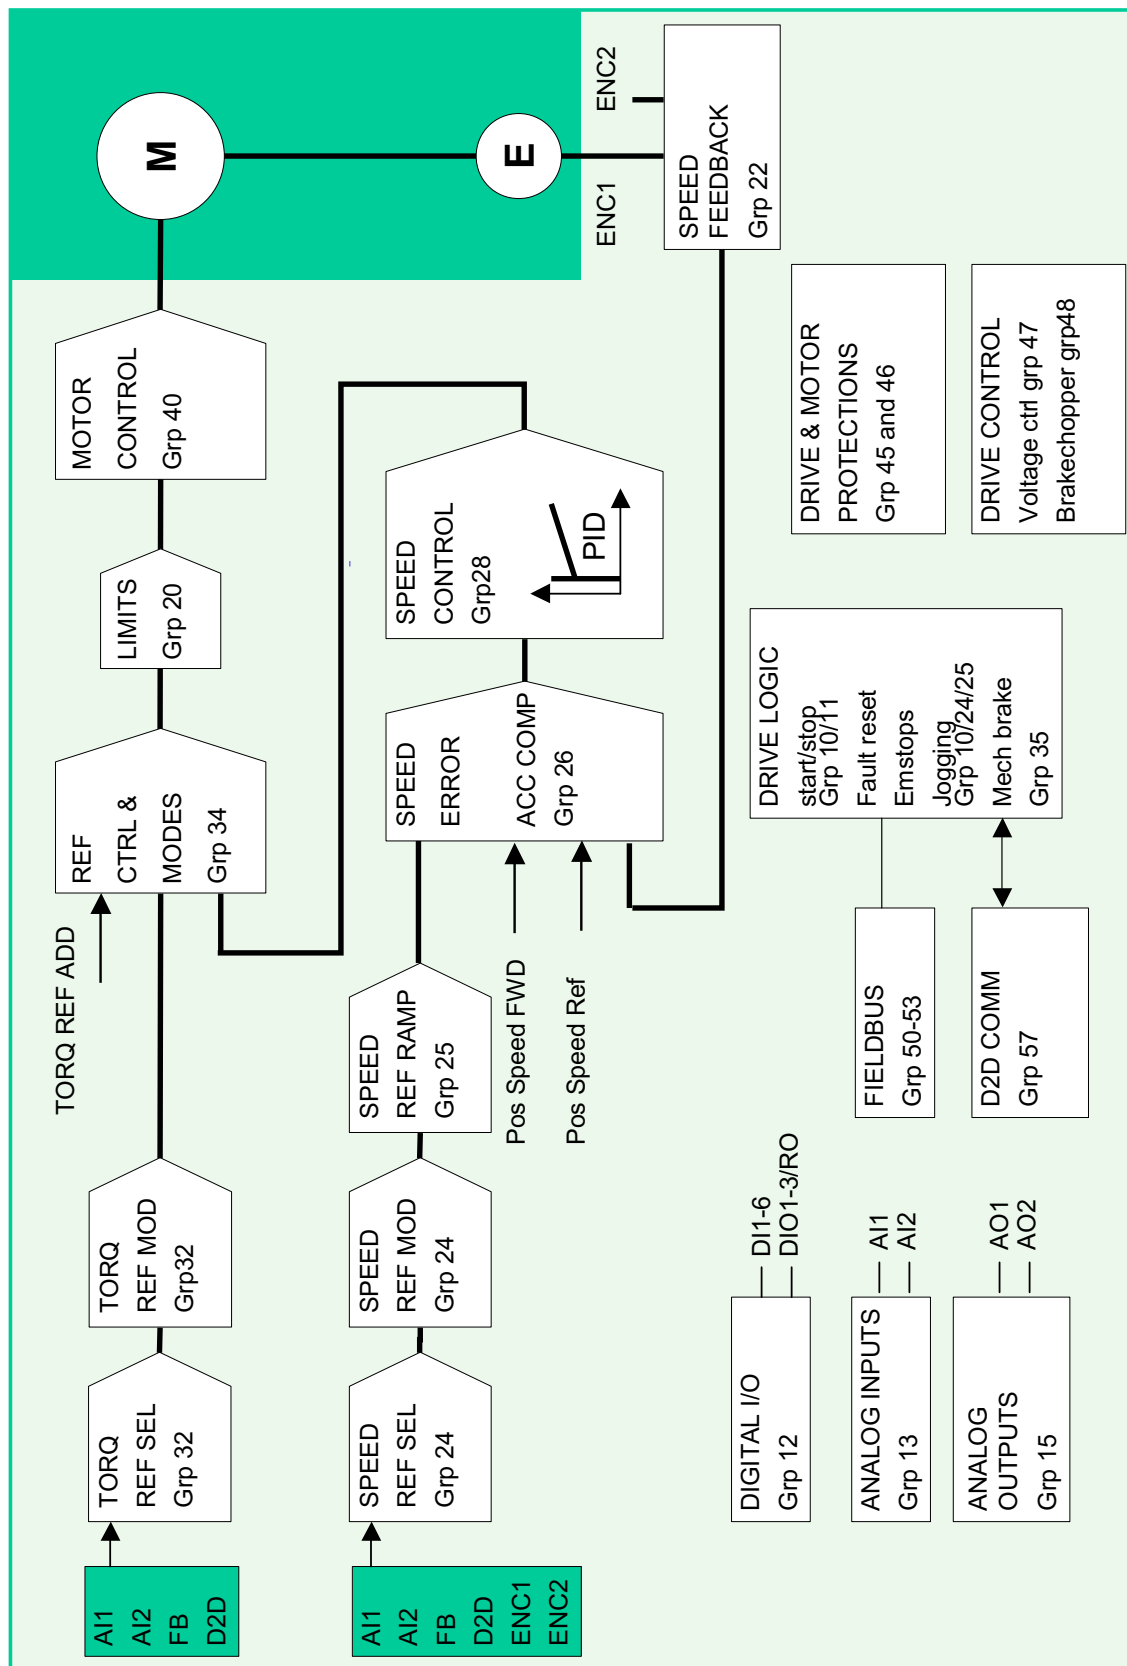 AI1
AI2
FB
D2D
TORQ
REF SEL
Grp 32
TORQ
REF MOD
Grp32
TORQ REF ADD
REF
CTRL &
MODES
Grp 34
LIMITS
Grp 20
MOTOR
CONTROL
Grp 40
M
AI1
AI2
FB
D2D
ENC1
ENC2
SPEED
REF SEL
Grp 24
SPEED
REF MOD
Grp 24
SPEED
REF RAMP
Grp 25
Pos Speed FWD
Pos Speed Ref
SPEED
ERROR
ACC COMP
Grp 26
SPEED
CONTROL
Grp28
PID
E
ENC1
ENC2
SPEED
FEEDBACK
Grp 22
DIGITAL I/O
Grp 12
DI1-6
DIO1-3/RO
ANALOG INPUTS
Grp 13
AI1
AI2
ANALOG
OUTPUTS
Grp 15
AO1
AO2
FIELDBUS
Grp 50-53
D2D COMM
Grp 57
DRIVE LOGIC
start/stop
Grp 10/11
Fault reset
Emstops
Jogging
Grp 10/24/25
Mech brake
Grp 35
DRIVE & MOTOR
PROTECTIONS
Grp 45 and 46
DRIVE CONTROL
Voltage ctrl grp 47
Brakechopper grp48